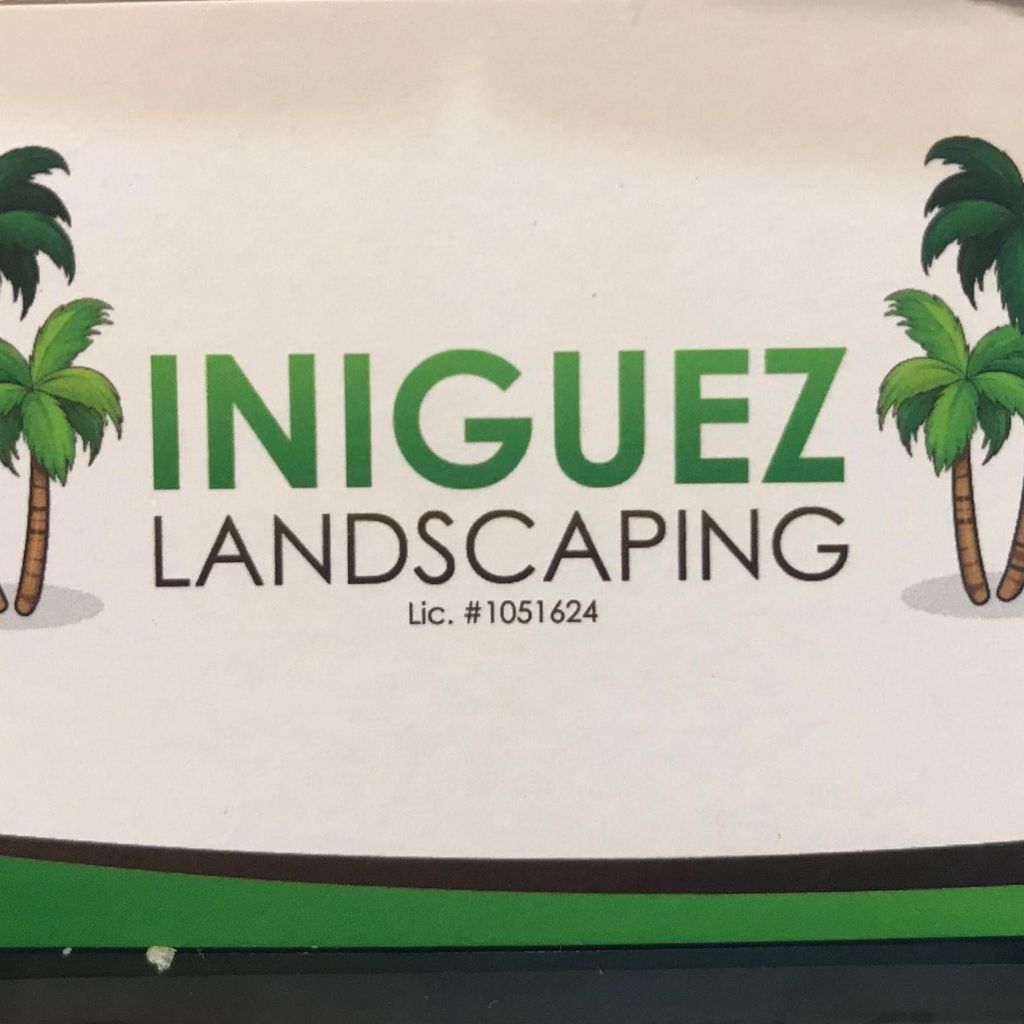 INIGUEZ
LANDSCAPING
Lic. #1051624